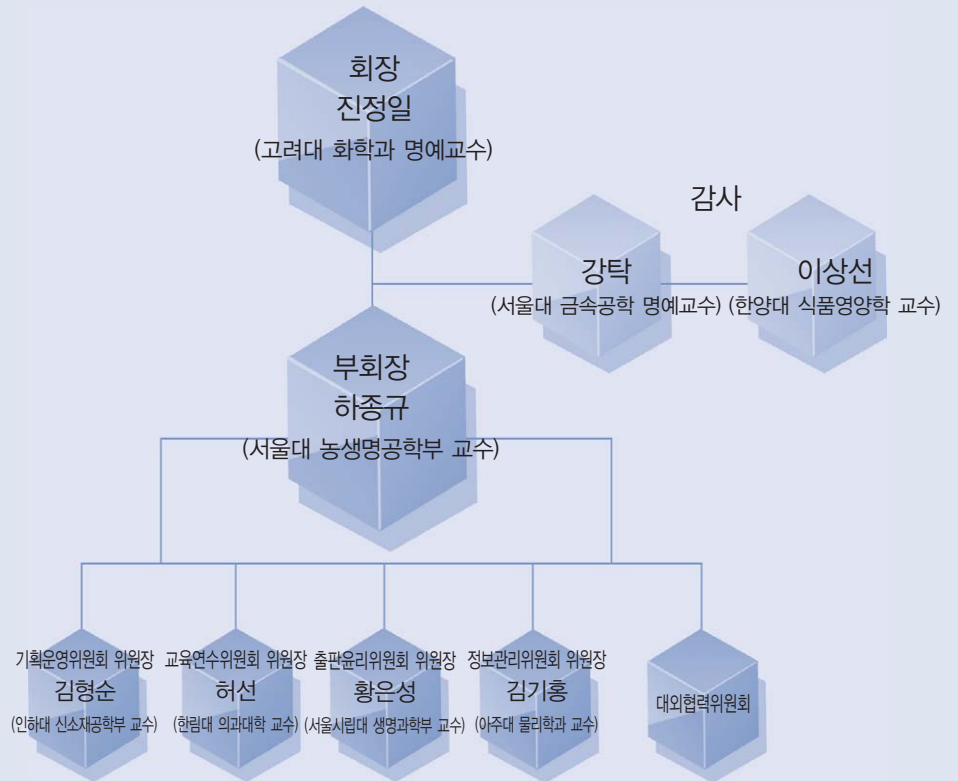 회장
진정일
(고려대 화학과 명예교수)
감사
강탁
(서울대 금속공학 명예교수)
이상선
(한양대 식품영양학 교수)
부회장
하종규
(서울대 농생명공학부 교수)
기획운영위원회 위원장
김형순
(인하대 신소재공학부 교수)
교육연수위원회 위원장
허선
(한림대 의과대학 교수)
출판윤리위원회 위원장
황은성
(서울시립대 생명과학부 교수)
정보관리위원회 위원장
김기홍
(아주대 물리학과 교수)
대외협력위원회